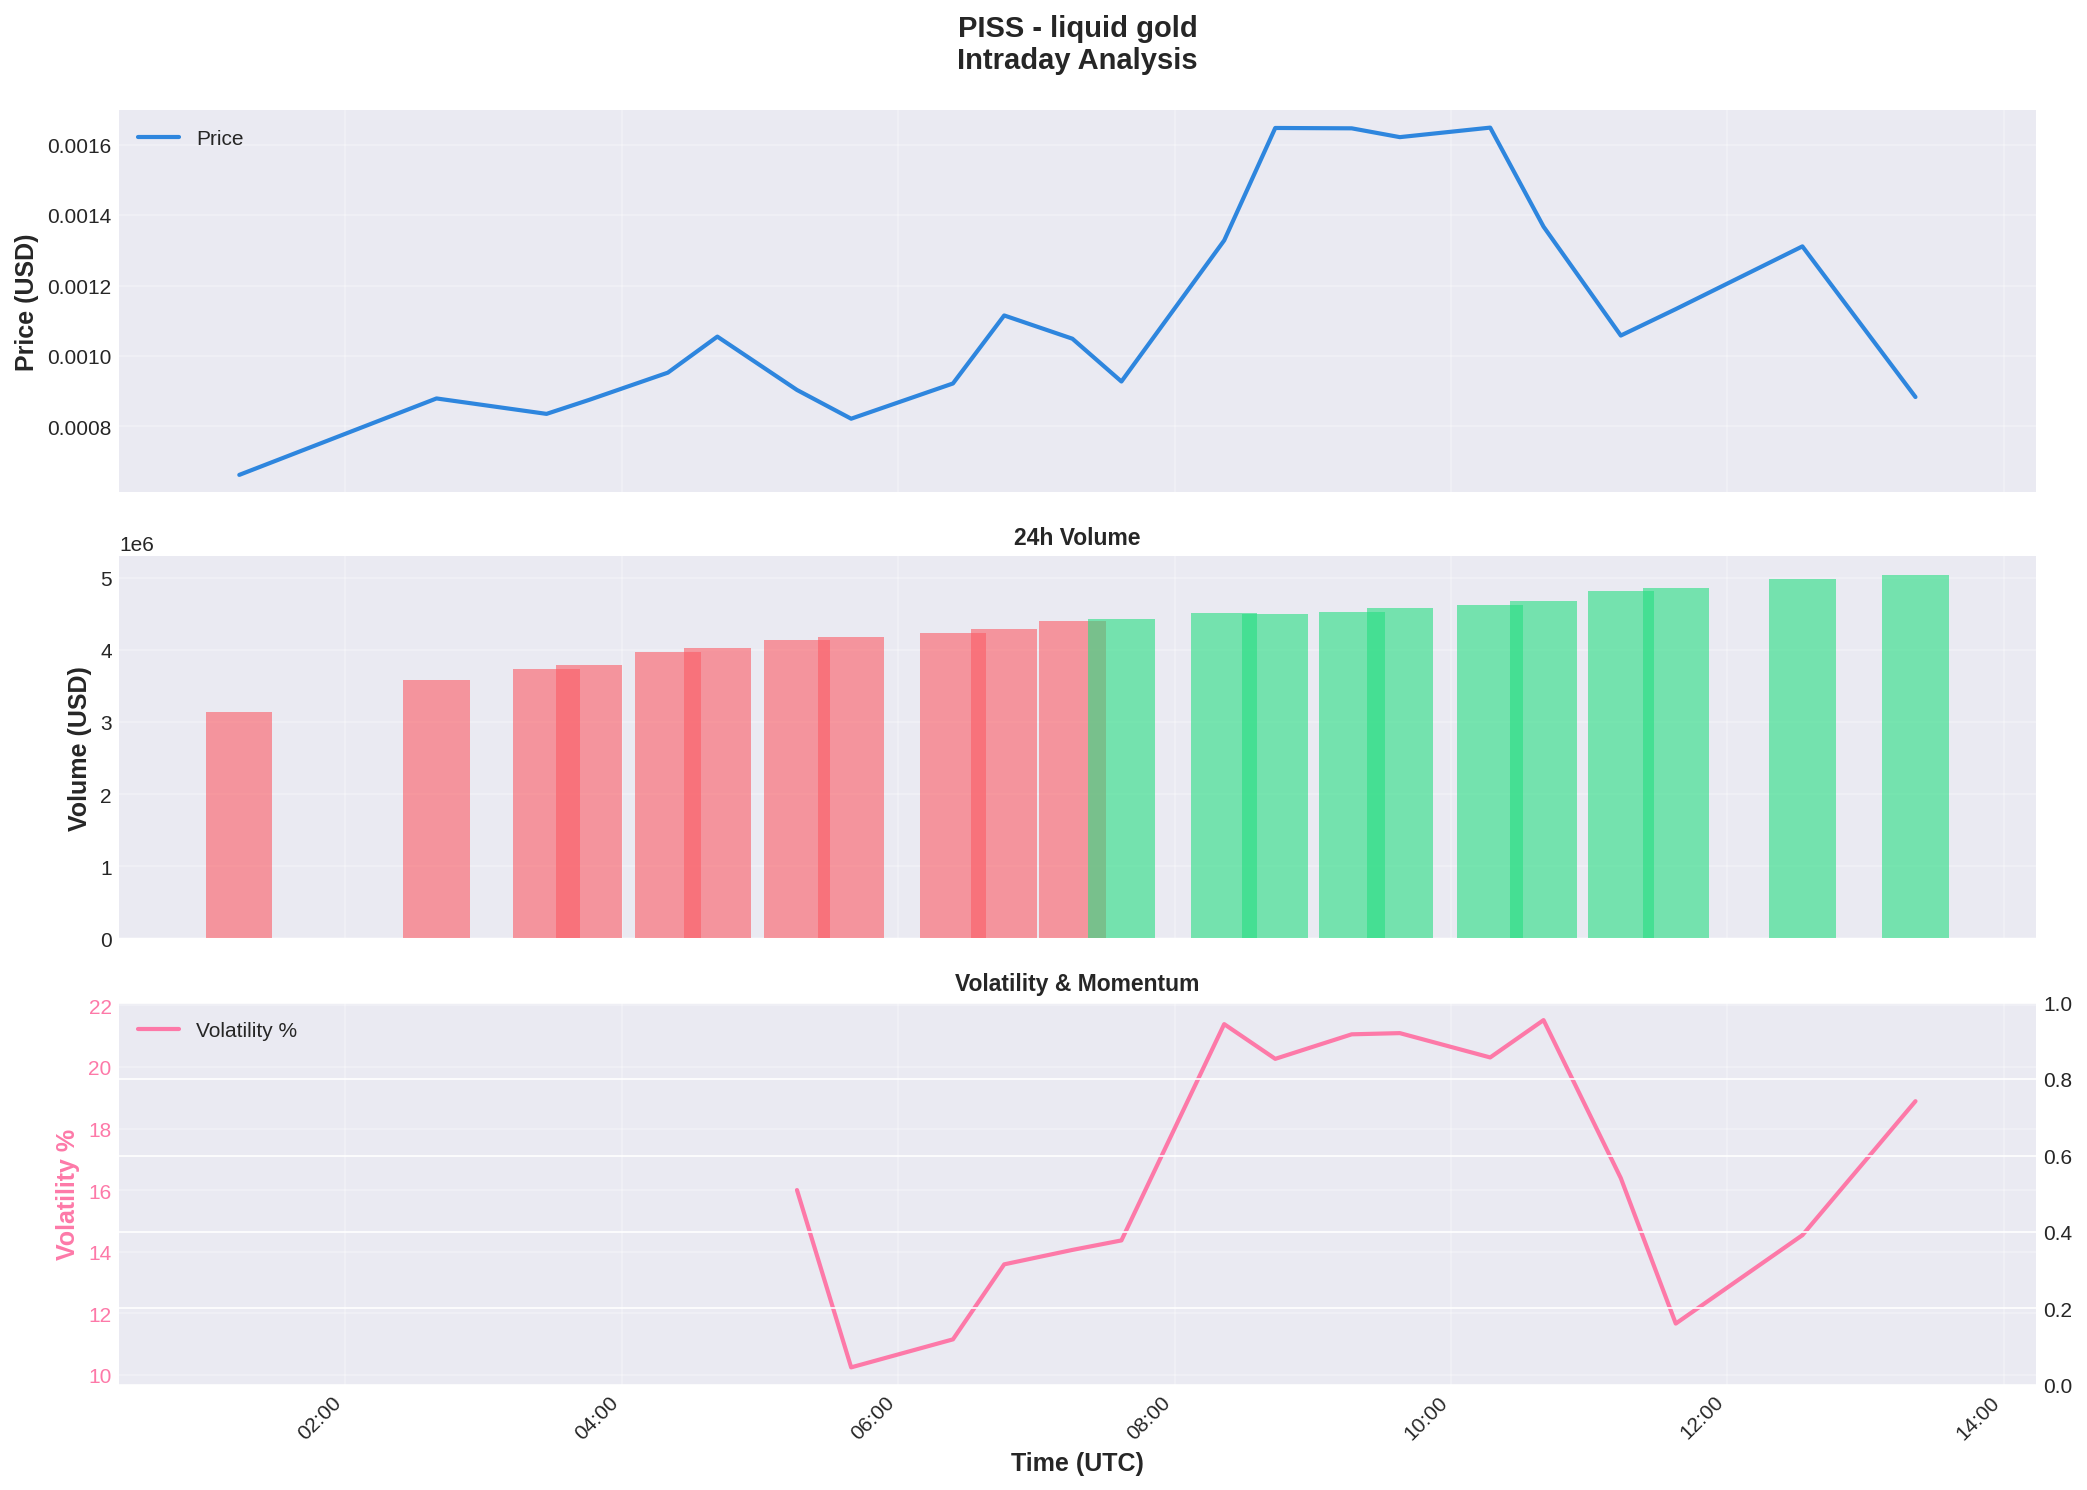 PISS - liquid gold
Intraday Analysis
Price
0.0016
0.0014
0.0012
0.0010
0.0008
Price (USD)
24h Volume
1e6
5
4
3
2
1
0
Volume (USD)
Volatility & Momentum
Volatility %
22
20
18
16
14
12
10
Volatility %
1.0
0.8
0.6
0.4
0.2
0.0
02:00
04:00
06:00
08:00
10:00
12:00
14:00
Time (UTC)